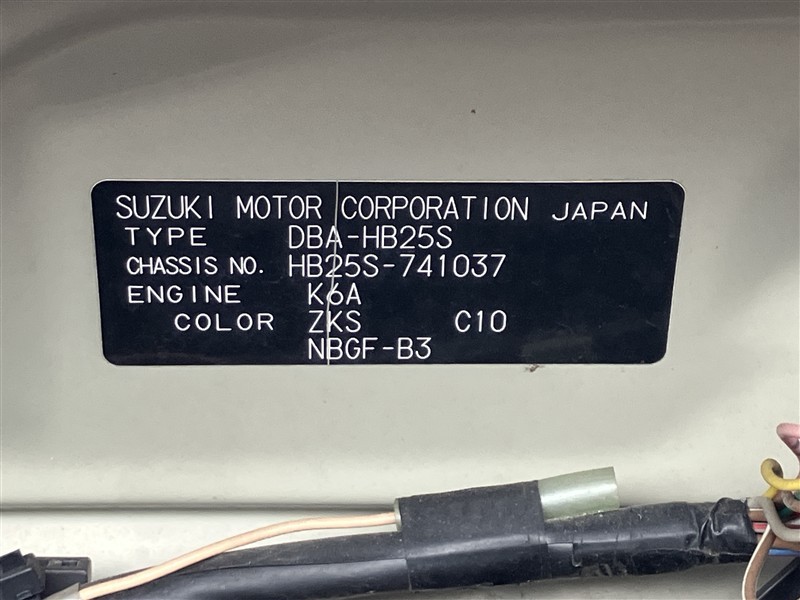 SUZUKI MOTOR CORPORATION JAPAN
TYPE DBA-HB25S
CHASSIS NO. HB25S-741037
ENGINE K6A
COLOR ZKS C10
NBGF-B3